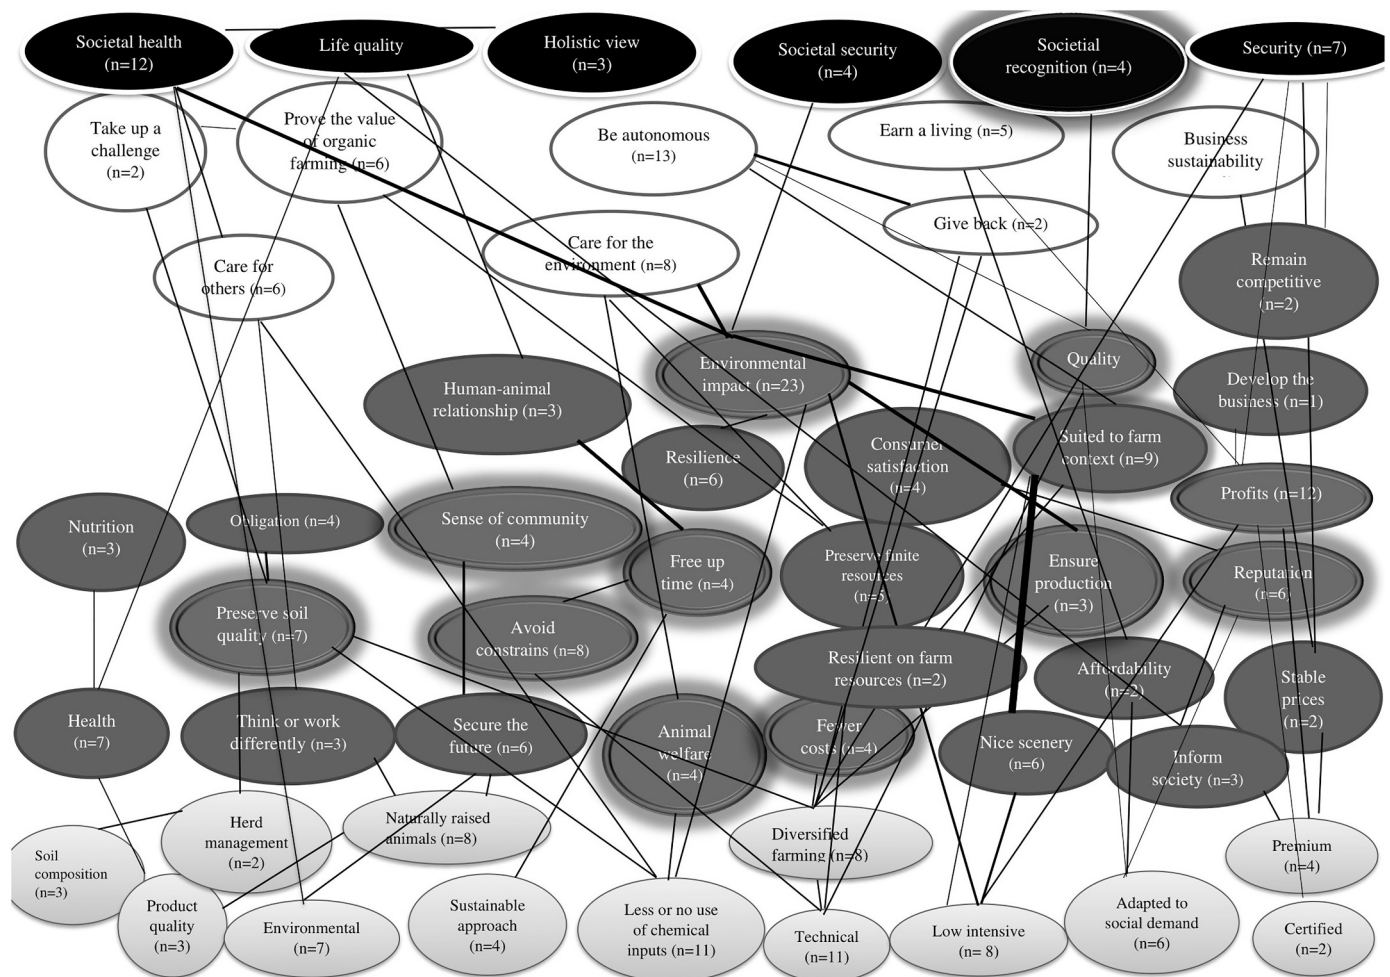 Societal health
(n=12)
Life quality
Holistic view
(n=3)
Societal security
(n=4)
Societial
recognition (n=4)
Security (n=7)
Take up a
challenge
(n=2)
Prove the value
of organic
farming (n=6)
Be autonomous
(n=13)
Earn a living (n=5)
Business
sustainability
Give back (n=2)
Care for
others (n=6)
Care for the
environment (n=8)
Remain
competitive
(n=2)
Human-animal
relationship (n=3)
Environmental
impact (n=23)
Quality
Develop the
business (n=1)
Resilience
(n=6)
Consumer
satisfaction
(n=4)
Suited to farm
context (n=9)
Profits (n=12)
Nutrition
(n=3)
Obligation (n=4)
Sense of community
(n=4)
Free up
time (n=4)
Preserve finite
resources
(n=5)
Ensure
production
(n=3)
Reputation
(n=6)
Preserve soil
quality (n=7)
Avoid
constrains (n=8)
Resilient on farm
resources (n=2)
Affordability
(n=2)
Stable
prices
(n=2)
Health
(n=7)
Think or work
differently (n=3)
Secure the
future (n=6)
Animal
welfare
(n=4)
Fewer
costs (n=4)
Nice scenery
(n=6)
Inform
society (n=3)
Soil
composition
(n=3)
Herd
management
(n=2)
Naturally raised
animals (n=8)
Diversified
farming (n=8)
Premium
(n=4)
Product
quality
(n=3)
Environmental
(n=7)
Sustainable
approach
(n=4)
Less or no use
of chemical
inputs (n=11)
Technical
(n=11)
Low intensive
(n= 8)
Adapted to
social demand
(n=6)
Certified
(n=2)